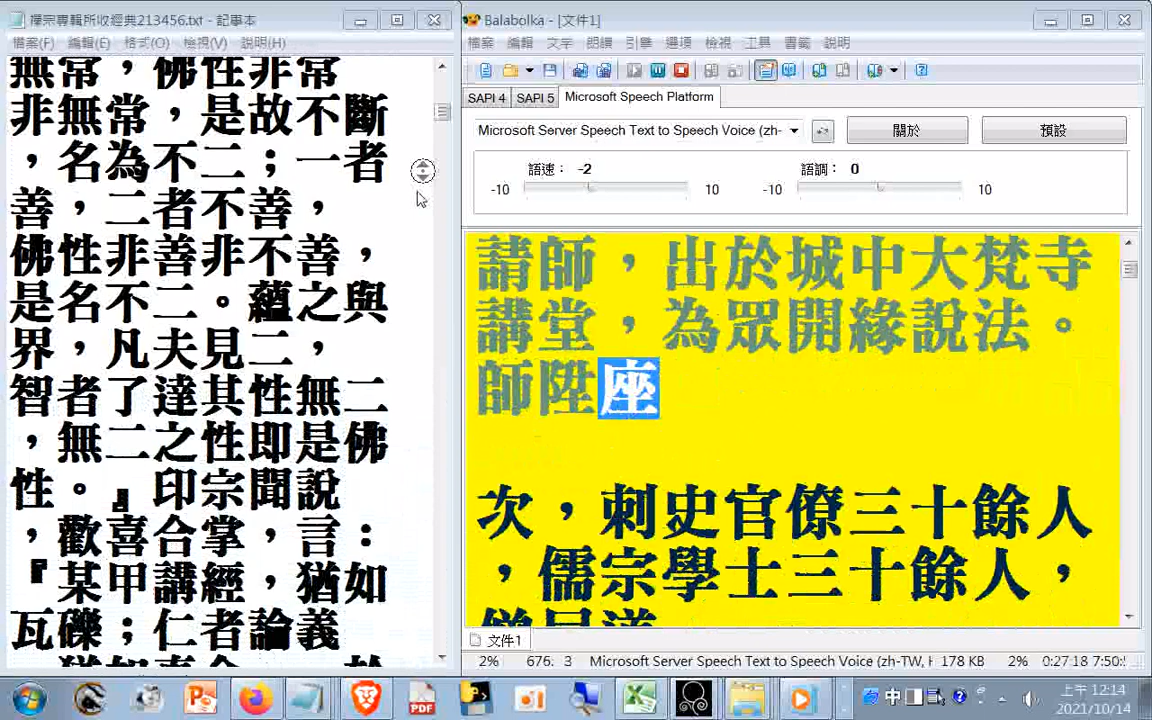 禪宗專輯所收經典213456.txt - 記事本
檔案(F) 編輯(E) 格式(O) 檢視(V) 說明(H)
無常，佛性非常
非無常，是故不斷
，名為不二；一者
善，二者不善，
佛性非善非不善，
是名不二。蘊之與
界，凡夫見二，
智者了達其性無二
，無二之性即是佛
性。』印宗聞說
，歡喜合掌，言：
『某甲講經，猶如
瓦礫；仁者論義
Balabolka - [文件1]
檔案 編輯 文字 朗讀 引擎 選項 檢視 工具 書籤 說明
SAPI 4 SAPI 5 Microsoft Speech Platform
Microsoft Server Speech Text to Speech Voice (zh- 關於 預設
語速： -2 語調： 0
-10 10 -10 10
請師，出於城中大梵寺
講堂，為眾開緣說法。
師陞座
次，刺史官僚三十餘人
，儒宗學士三十餘人，
文件1
2% 676: 3 Microsoft Server Speech Text to Speech Voice (zh-TW, H 178 KB 2% 0:27:18 7:50:5
PDF 中 上午 12:14
2021/10/14